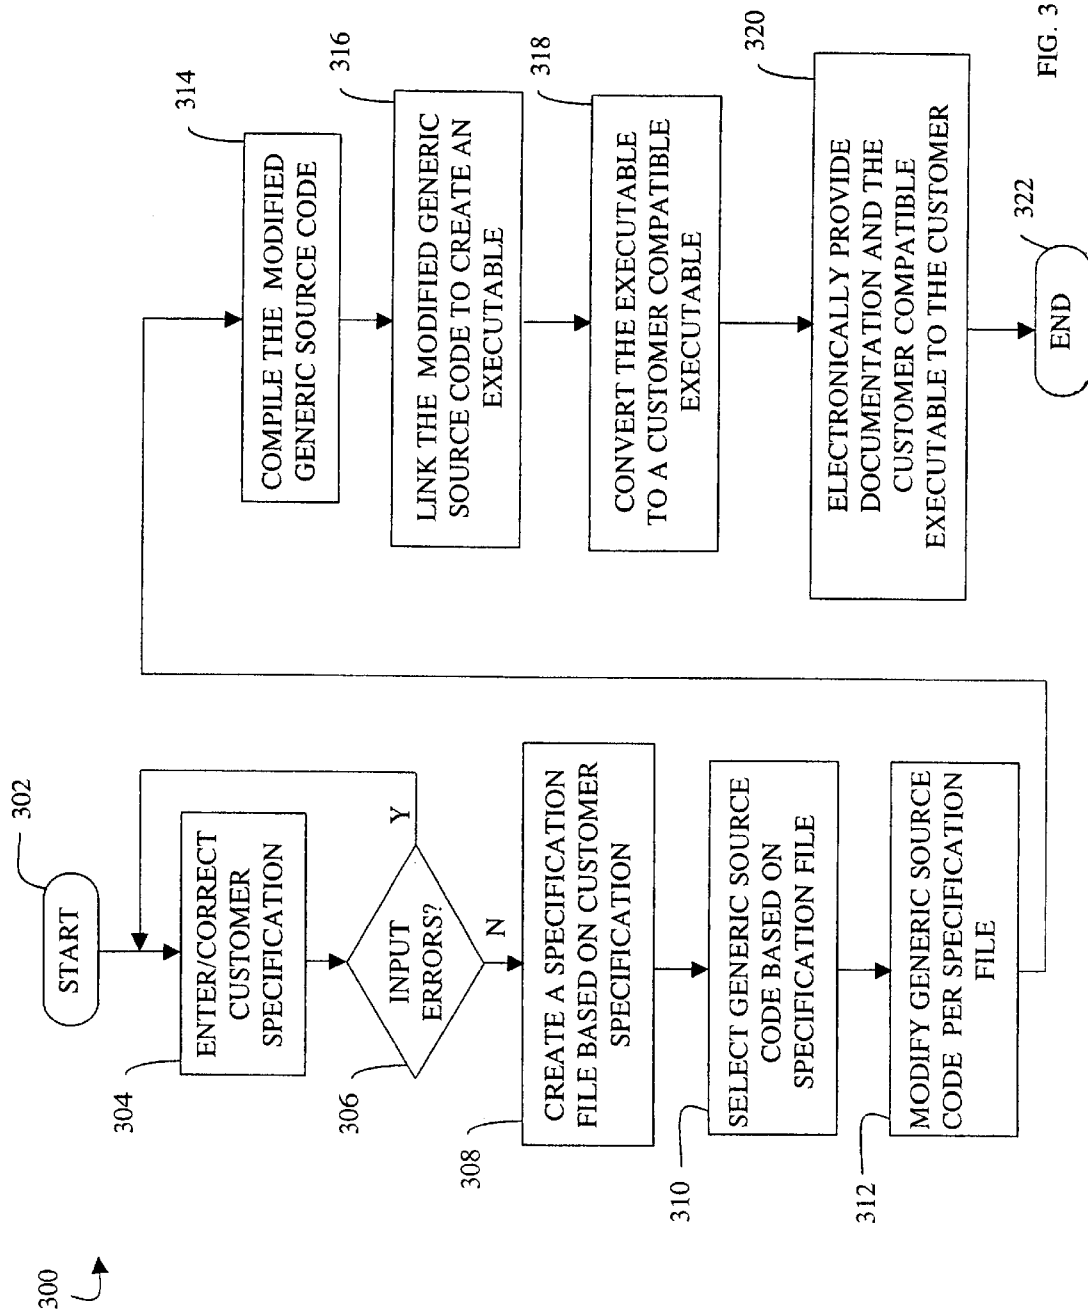 300
302
START
304
ENTER/CORRECT
CUSTOMER
SPECIFICATION
306
INPUT
ERRORS?
Y
N
308
CREATE A SPECIFICATION
FILE BASED ON CUSTOMER
SPECIFICATION
310
SELECT GENERIC SOURCE
CODE BASED ON
SPECIFICATION FILE
312
MODIFY GENERIC SOURCE
CODE PER SPECIFICATION
FILE
314
COMPILE THE MODIFIED
GENERIC SOURCE CODE
316
LINK THE MODIFIED GENERIC
SOURCE CODE TO CREATE AN
EXECUTABLE
318
CONVERT THE EXECUTABLE
TO A CUSTOMER COMPATIBLE
EXECUTABLE
320
ELECTRONICALLY PROVIDE
DOCUMENTATION AND THE
CUSTOMER COMPATIBLE
EXECUTABLE TO THE CUSTOMER
322
END
FIG. 3